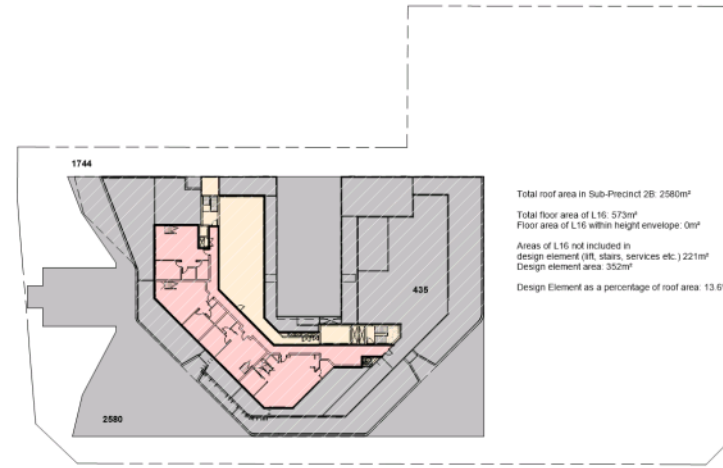 1744
Total roof area in Sub-Precinct 2B: 2580m²
Total floor area of L16: 573m²
Floor area of L16 within height envelope: 0m²
Areas of L16 not included in
design element (lift, stairs, services etc.) 221m²
Design element area: 352m²
435
Design Element as a percentage of roof area: 13.6%
2580